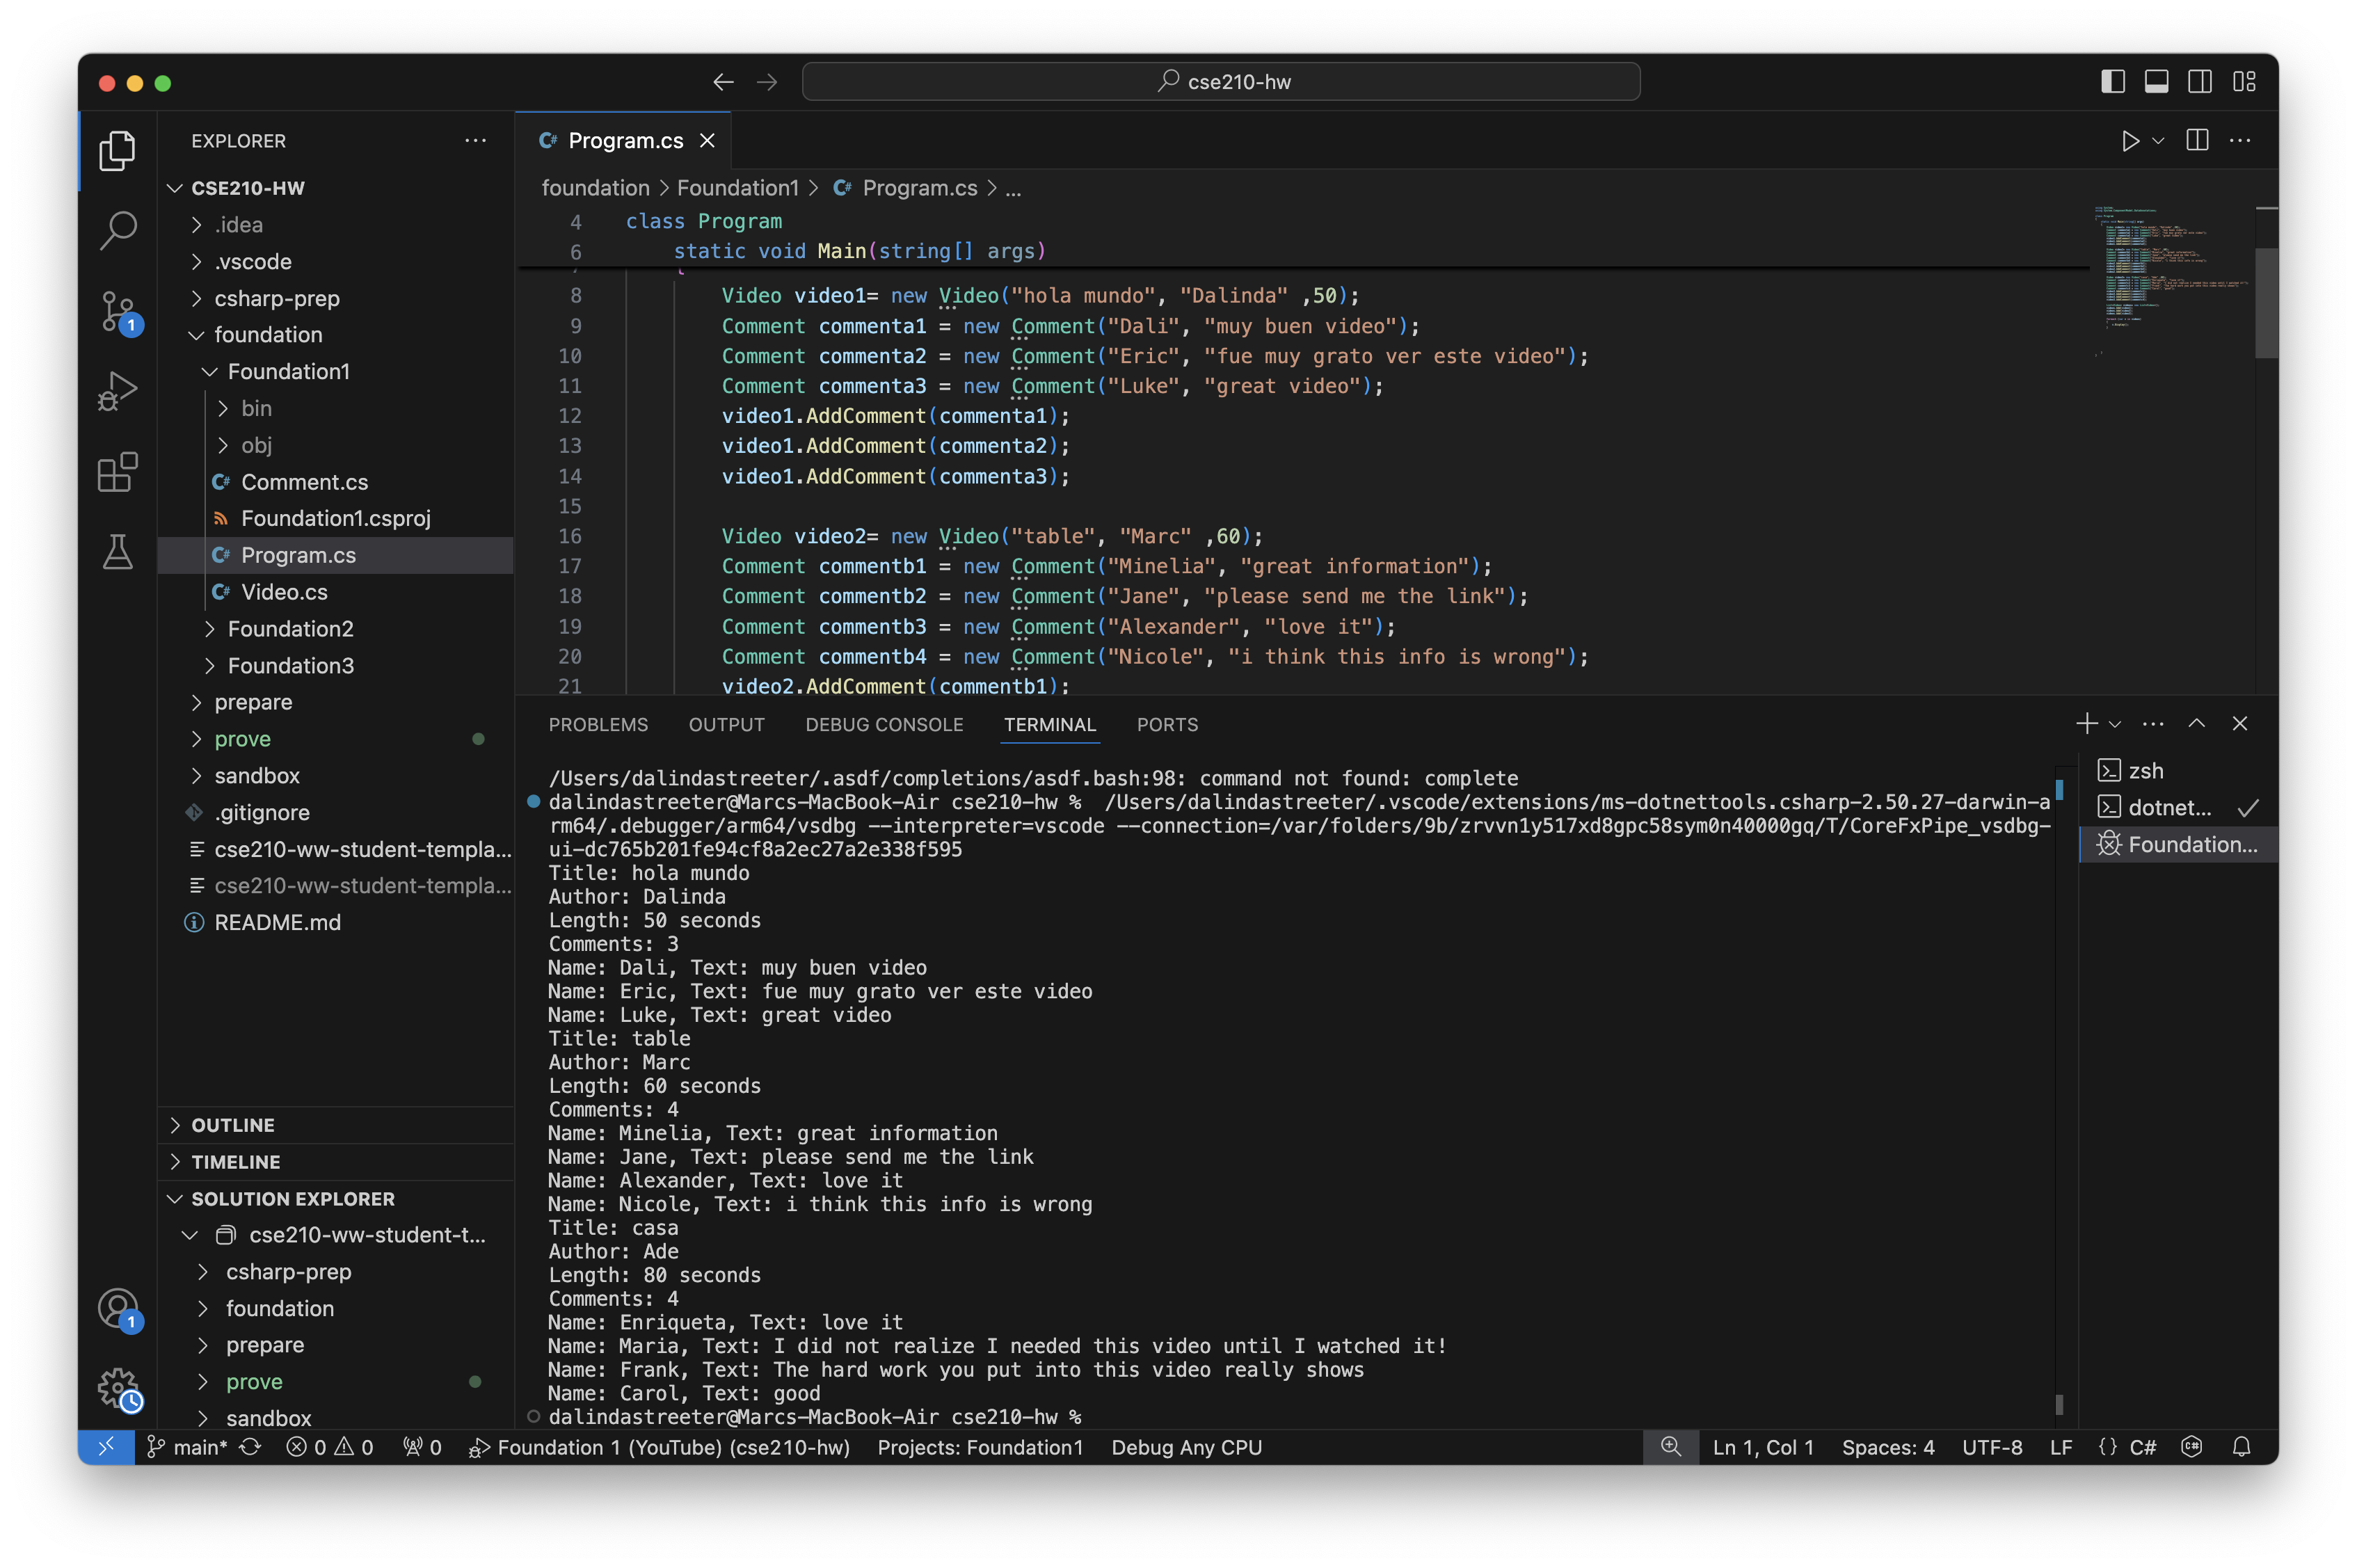 cse210-hw
EXPLORER
CSE210-HW
.idea
.vscode
csharp-prep
foundation
Foundation1
bin
obj
Comment.cs
Foundation1.csproj
Program.cs
Video.cs
Foundation2
Foundation3
prepare
prove
sandbox
.gitignore
cse210-ww-student-templa...
cse210-ww-student-templa...
README.md
OUTLINE
TIMELINE
SOLUTION EXPLORER
cse210-ww-student-t...
csharp-prep
foundation
prepare
prove
sandbox
1
1
C# Program.cs
foundation > Foundation1 > C# Program.cs > ...
4 class Program
6 static void Main(string[] args)
8 Video video1= new Video("hola mundo", "Dalinda" ,50);
9 Comment commenta1 = new Comment("Dali", "muy buen video");
10 Comment commenta2 = new Comment("Eric", "fue muy grato ver este video");
11 Comment commenta3 = new Comment("Luke", "great video");
12 video1.AddComment(commenta1);
13 video1.AddComment(commenta2);
14 video1.AddComment(commenta3);
15
16 Video video2= new Video("table", "Marc" ,60);
17 Comment commentb1 = new Comment("Minelia", "great information");
18 Comment commentb2 = new Comment("Jane", "please send me the link");
19 Comment commentb3 = new Comment("Alexander", "love it");
20 Comment commentb4 = new Comment("Nicole", "i think this info is wrong");
21 video2.AddComment(commentb1);
PROBLEMS OUTPUT DEBUG CONSOLE TERMINAL PORTS
/Users/dalindastreeter/.asdf/completions/asdf.bash:98: command not found: complete
dalindastreeter@Marcs-MacBook-Air cse210-hw %  /Users/dalindastreeter/.vscode/extensions/ms-dotnettools.csharp-2.50.27-darwin-a
rm64/.debugger/arm64/vsdbg --interpreter=vscode --connection=/var/folders/9b/zrvvn1y517xd8gpc58sym0n40000gq/T/CoreFxPipe_vsdbg-
ui-dc765b201fe94cf8a2ec27a2e338f595
Title: hola mundo
Author: Dalinda
Length: 50 seconds
Comments: 3
Name: Dali, Text: muy buen video
Name: Eric, Text: fue muy grato ver este video
Name: Luke, Text: great video
Title: table
Author: Marc
Length: 60 seconds
Comments: 4
Name: Minelia, Text: great information
Name: Jane, Text: please send me the link
Name: Alexander, Text: love it
Name: Nicole, Text: i think this info is wrong
Title: casa
Author: Ade
Length: 80 seconds
Comments: 4
Name: Enriqueta, Text: love it
Name: Maria, Text: I did not realize I needed this video until I watched it!
Name: Frank, Text: The hard work you put into this video really shows
Name: Carol, Text: good
dalindastreeter@Marcs-MacBook-Air cse210-hw %
zsh
dotnet...
Foundation...
main* 0 0 0 Foundation 1 (YouTube) (cse210-hw) Projects: Foundation1 Debug Any CPU Ln 1, Col 1 Spaces: 4 UTF-8 LF {} C#